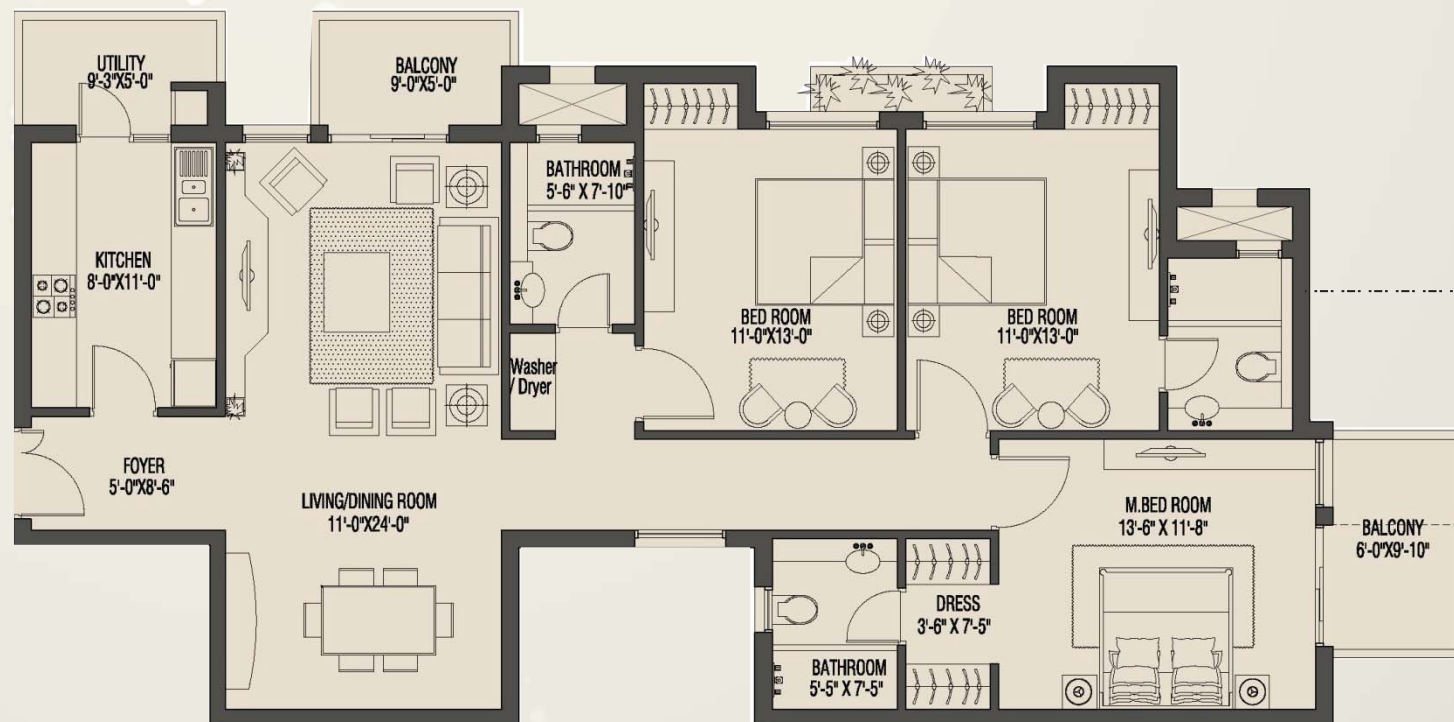 UTILITY
9'-3"X5'-0"
BALCONY
9'-0"X5'-0"
BATHROOM
5'-6" X 7'-10"
KITCHEN
8'-0"X11'-0"
BED ROOM
11'-0"X13'-0"
BED ROOM
11'-0"X13'-0"
Washer
/ Dryer
FOYER
5'-0"X8'-6"
LIVING/DINING ROOM
11'-0"X24'-0"
M.BED ROOM
13'-6" X 11'-8"
BALCONY
6'-0"X9'-10"
DRESS
3'-6" X 7'-5"
BATHROOM
5'-5" X 7'-5"